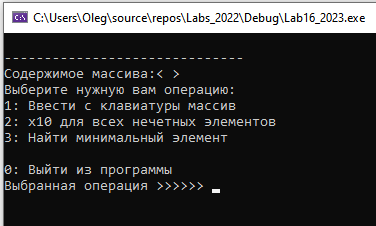 C:\Users\Oleg\source\repos\Labs_2022\Debug\Lab16_2023.exe
------------------------------
Содержимое массива:< >
Выберите нужную вам операцию:
1: Ввести с клавиатуры массив
2: x10 для всех нечетных элементов
3: Найти минимальный элемент
0: Выйти из программы
Выбранная операция >>>>>> _